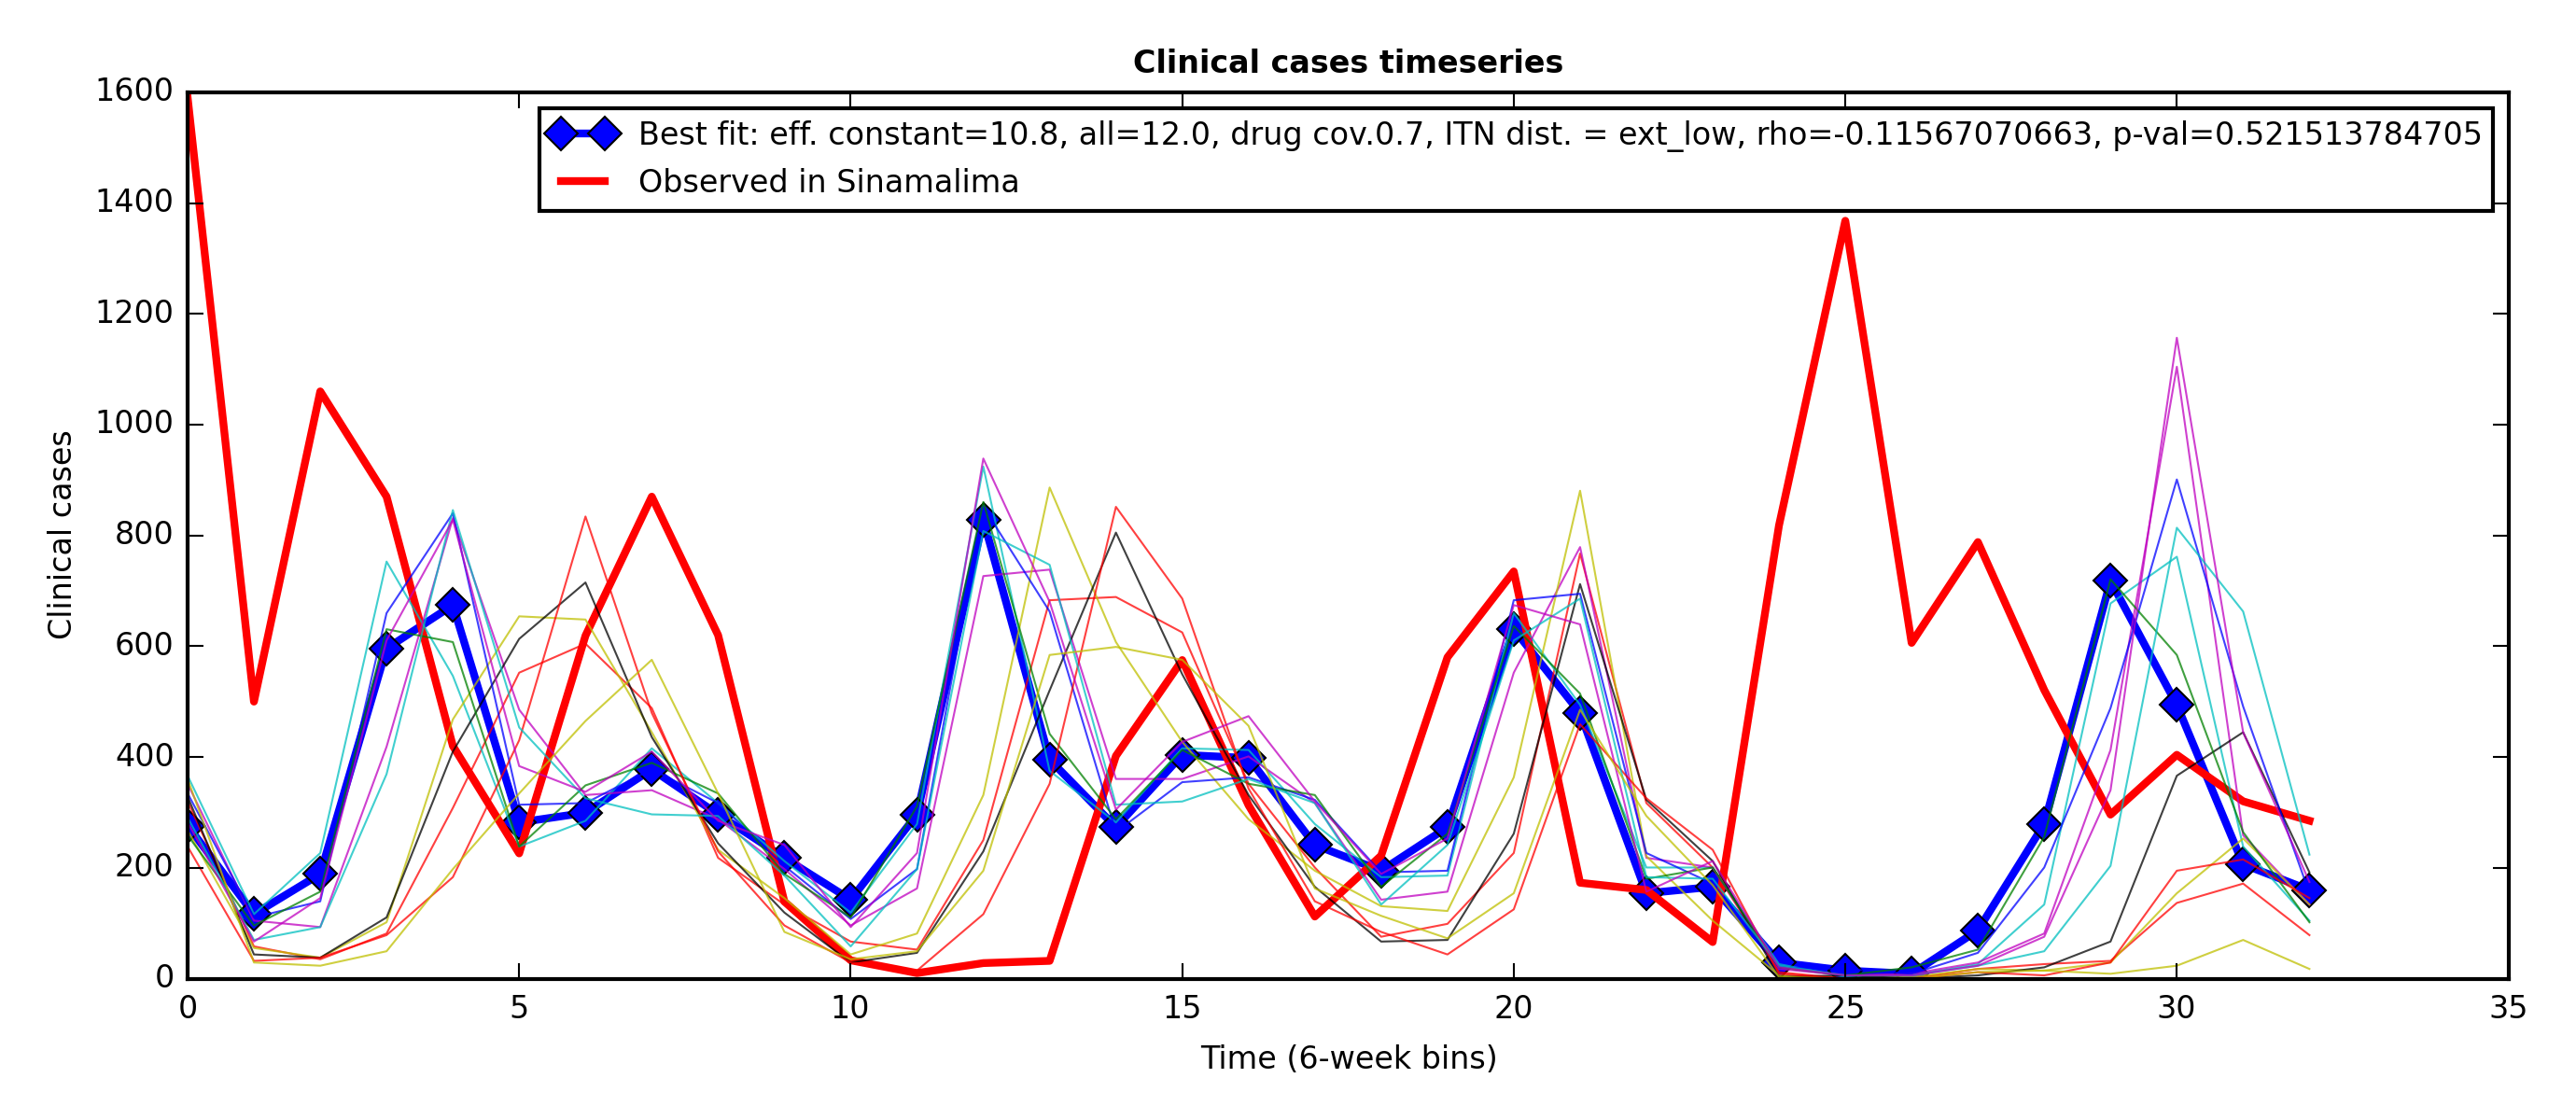 Clinical cases timeseries
1600
1400
1200
1000
800
600
400
200
0
Clinical cases
Best fit: eff. constant=10.8, all=12.0, drug cov.0.7, ITN dist. = ext_low, rho=-0.11567070663, p-val=0.521513784705
Observed in Sinamalima
0 5 10 15 20 25 30 35
Time (6-week bins)